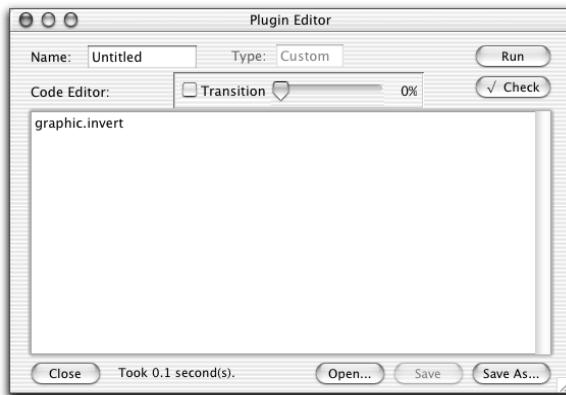 Plugin Editor
Name: Untitled Type: Custom Run
Code Editor: Transition 0% √ Check
graphic.invert
Close Took 0.1 second(s). Open... Save Save As...